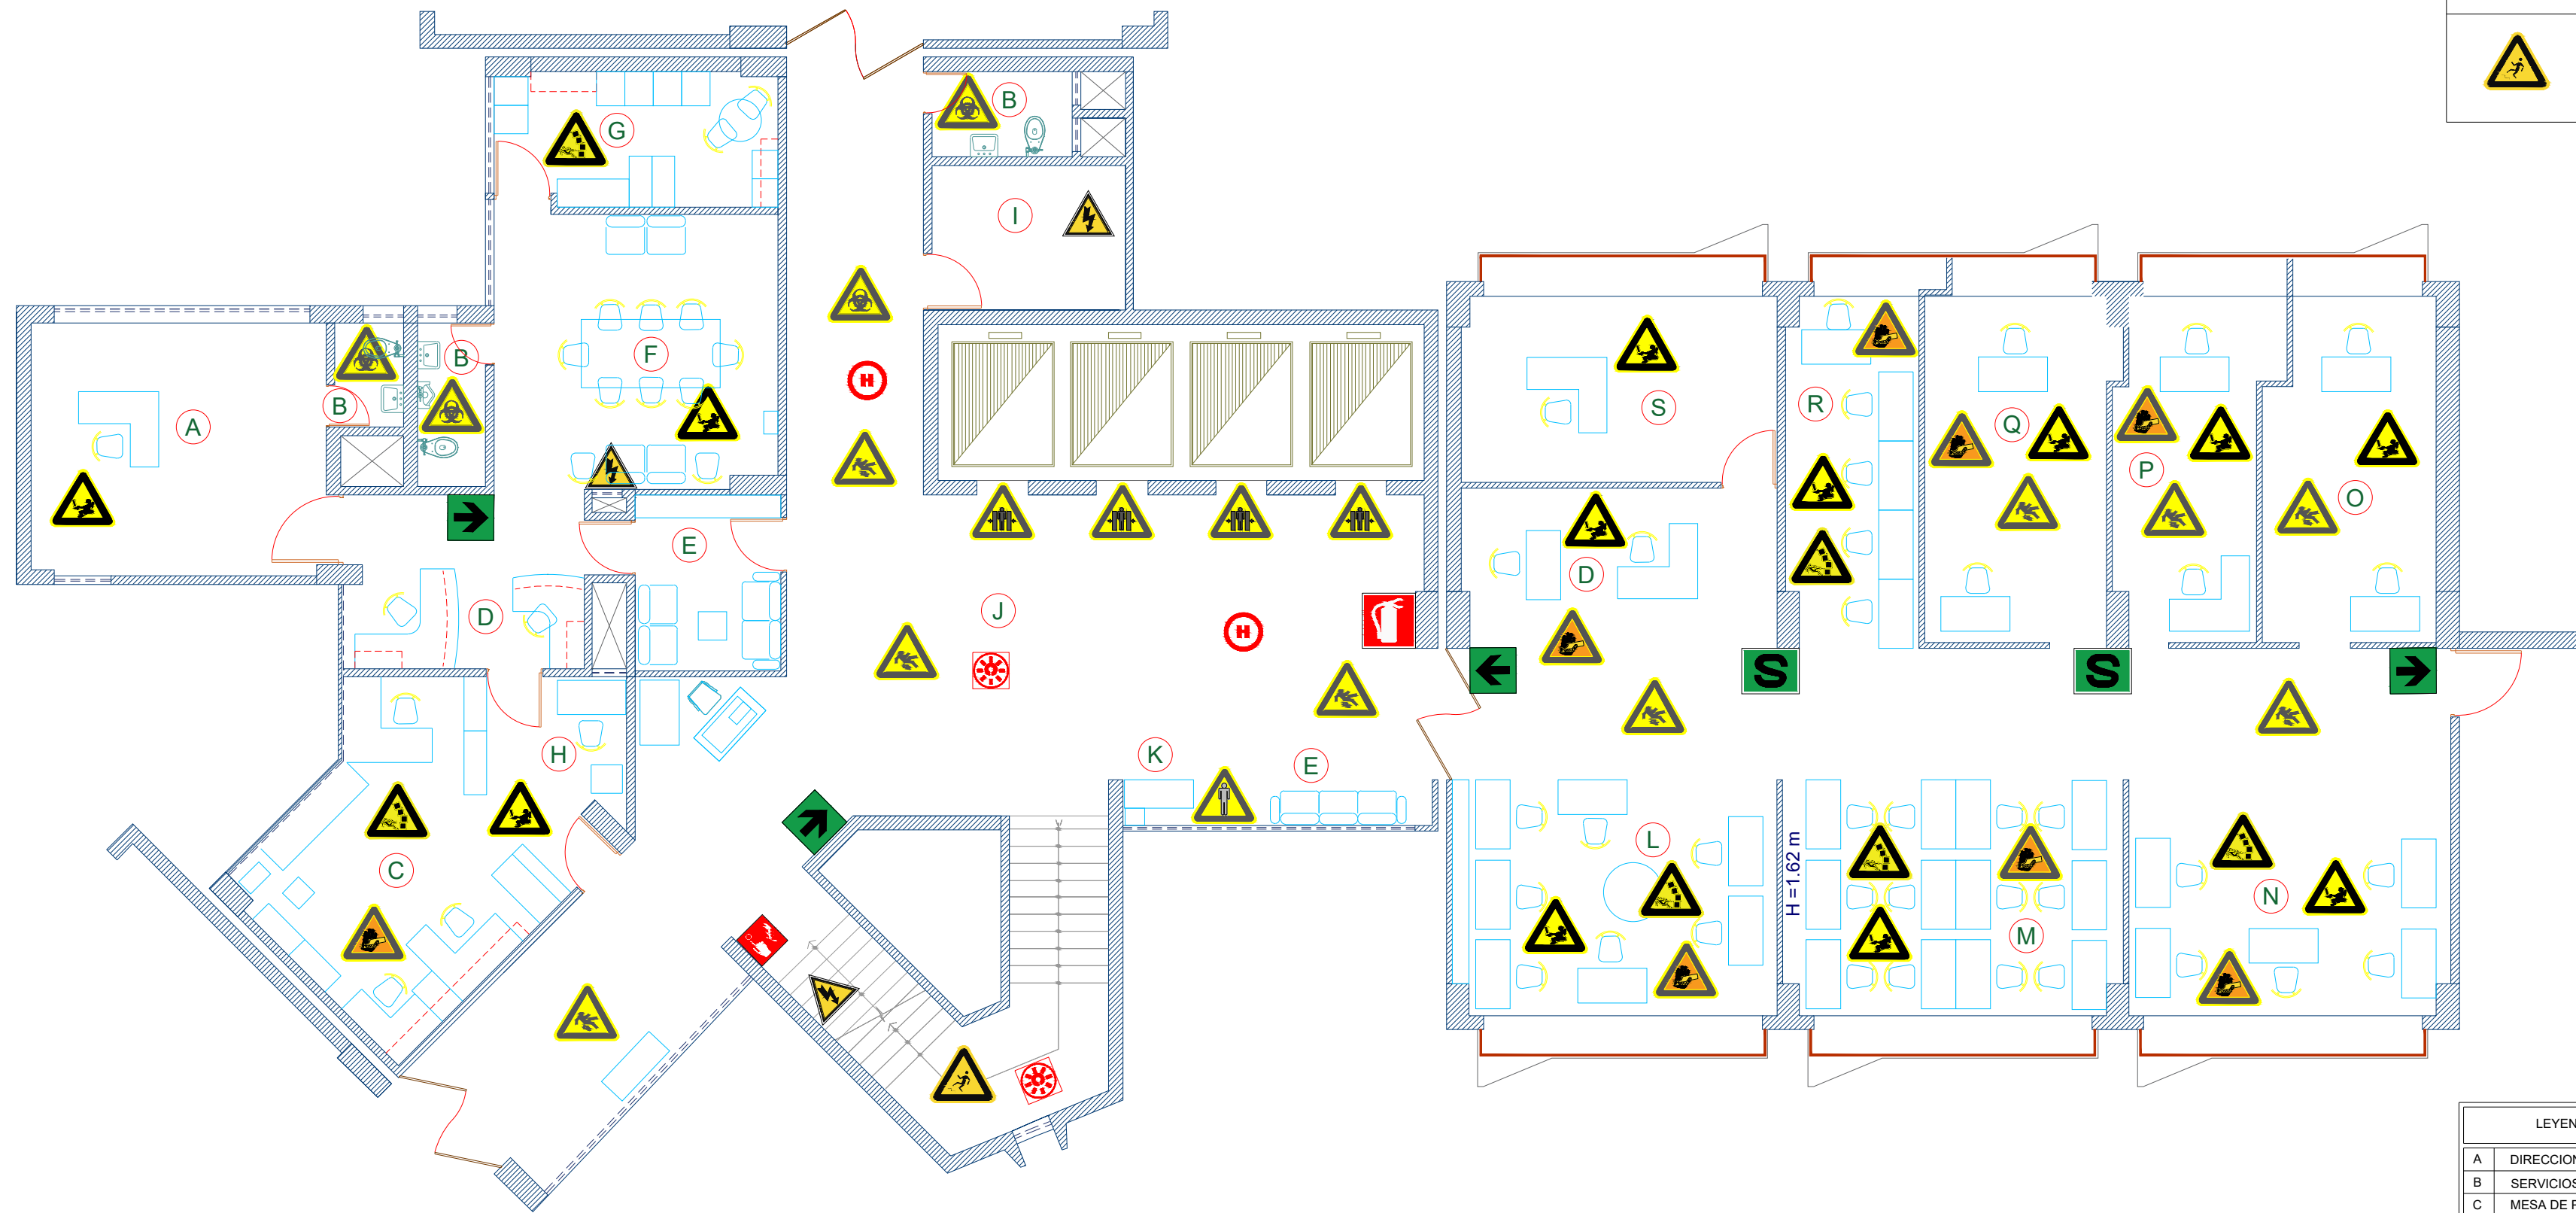 B
G
I
B
F
B
A
R
S
Q
P
O
E
D
J
D
H
K
E
C
L
H =1.62 m
N
M
H
H
S
S
LEYEN
A DIRECCION
B SERVICIOS
C MESA DE